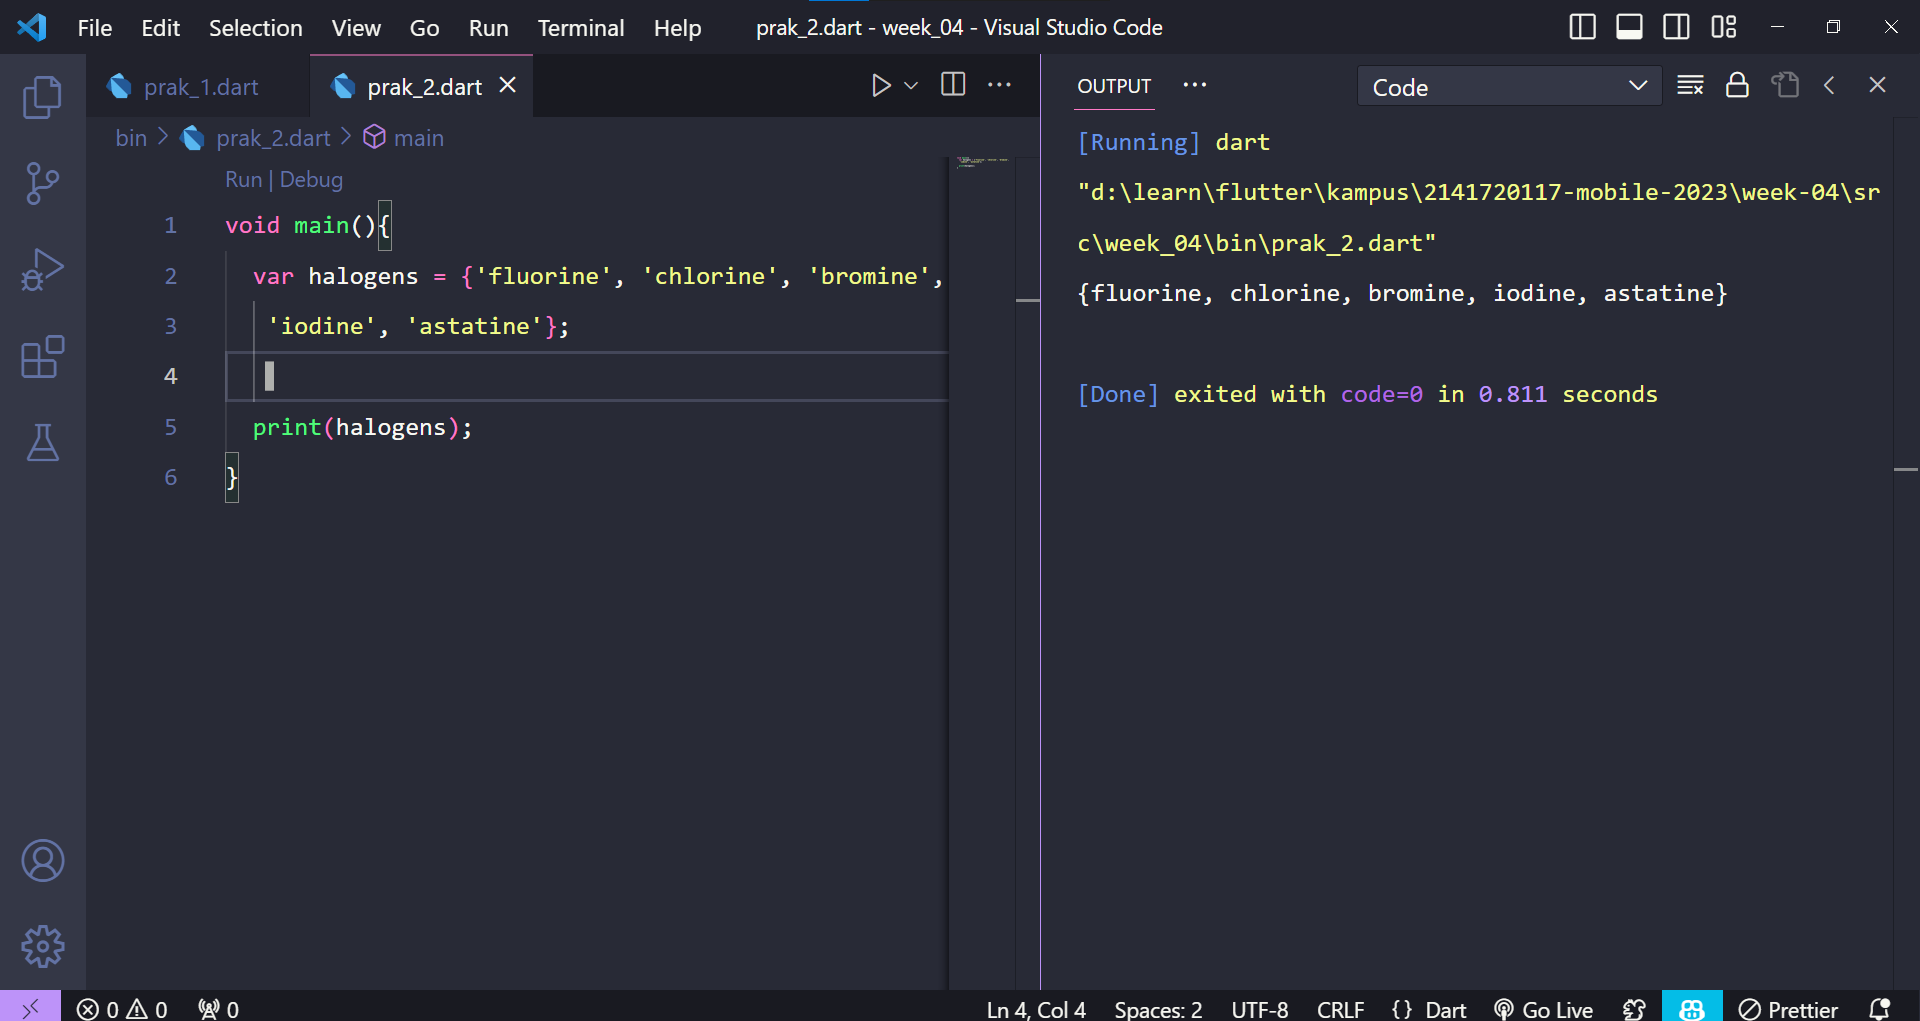 File Edit Selection View Go Run Terminal Help prak_2.dart - week_04 - Visual Studio Code
prak_1.dart prak_2.dart
bin > prak_2.dart > main
Run | Debug
1 void main(){
2 var halogens = {'fluorine', 'chlorine', 'bromine',
3 'iodine', 'astatine'};
4
5 print(halogens);
6 }
OUTPUT Code
[Running] dart
"d:\learn\flutter\kampus\2141720117-mobile-2023\week-04\sr
c\week_04\bin\prak_2.dart"
{fluorine, chlorine, bromine, iodine, astatine}
[Done] exited with code=0 in 0.811 seconds
0 0 0 Ln 4, Col 4 Spaces: 2 UTF-8 CRLF {} Dart Go Live Prettier